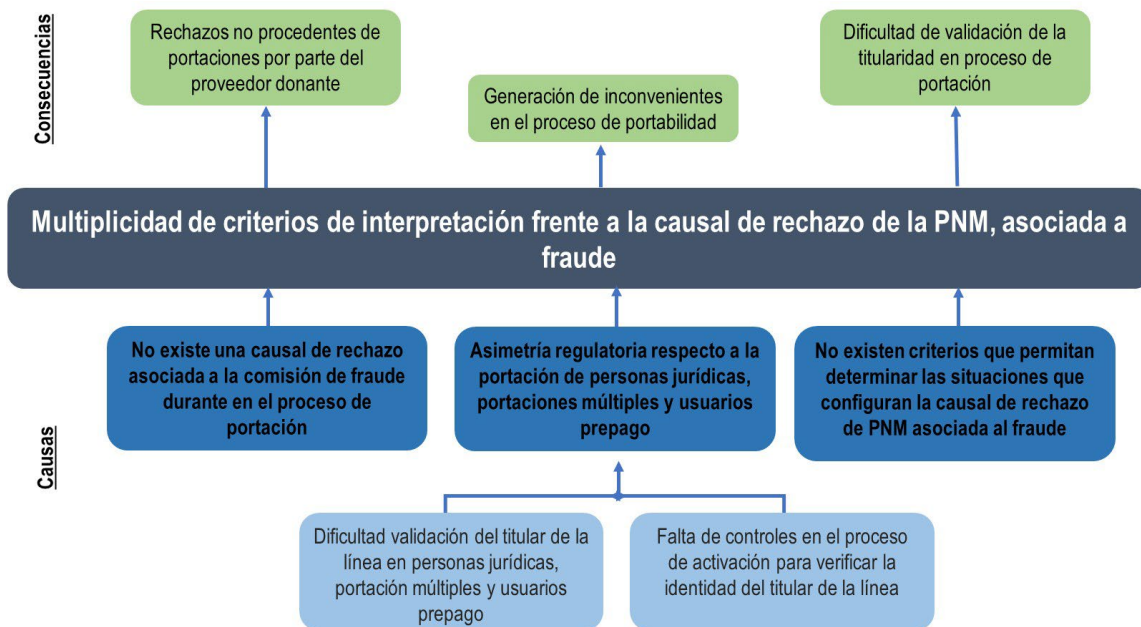 Consecuencias
Rechazos no procedentes de
portaciones por parte del
proveedor donante
Generación de inconvenientes
en el proceso de portabilidad
Dificultad de validación de la
titularidad en proceso de
portación
Multiplicidad de criterios de interpretación frente a la causal de rechazo de la PNM, asociada a
fraude
Causas
No existe una causal de rechazo
asociada a la comisión de fraude
durante en el proceso de
portación
Asimetría regulatoria respecto a la
portación de personas jurídicas,
portaciones múltiples y usuarios
prepago
No existen criterios que permitan
determinar las situaciones que
configuran la causal de rechazo
de PNM asociada al fraude
Dificultad validación del titular de la
línea en personas jurídicas,
portación múltiples y usuarios
prepago
Falta de controles en el proceso
de activación para verificar la
identidad del titular de la línea